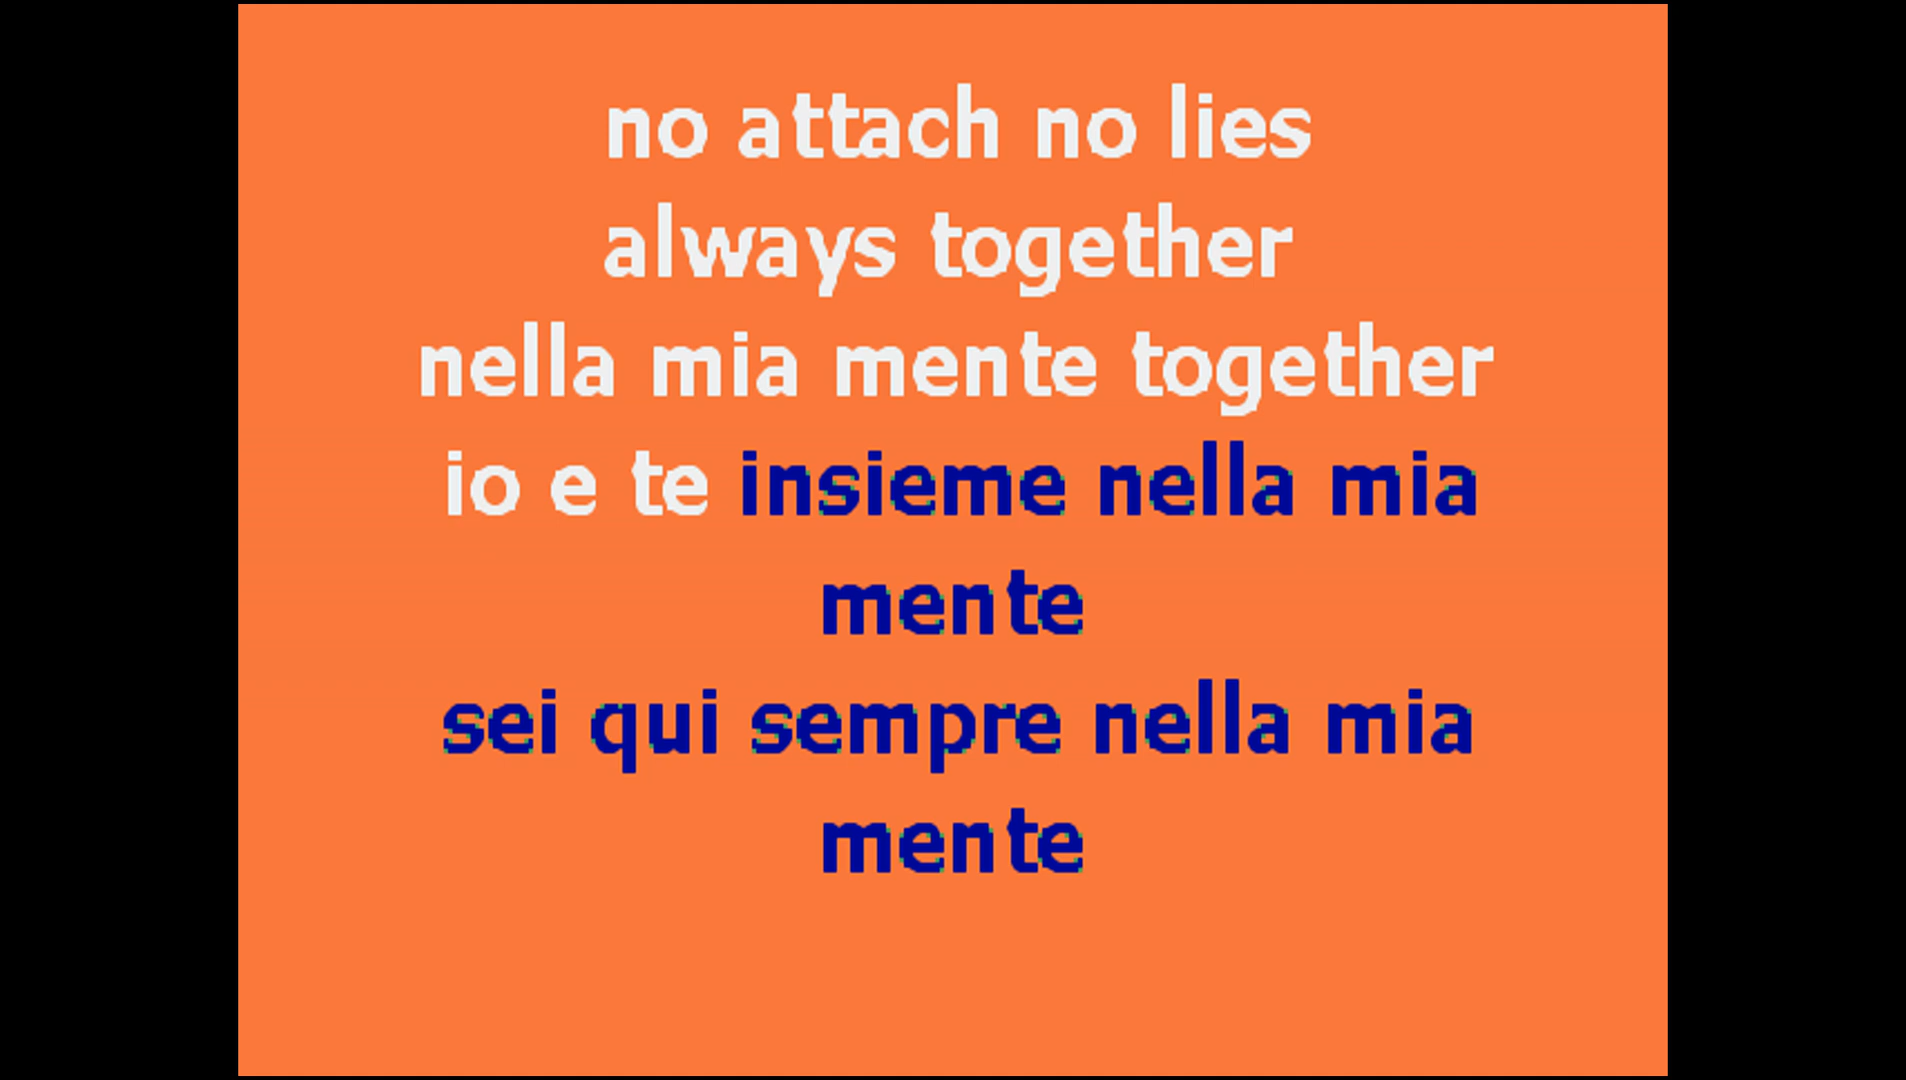 no attach no lies
always together
nella mia mente together
io e te insieme nella mia
mente
sei qui sempre nella mia
mente